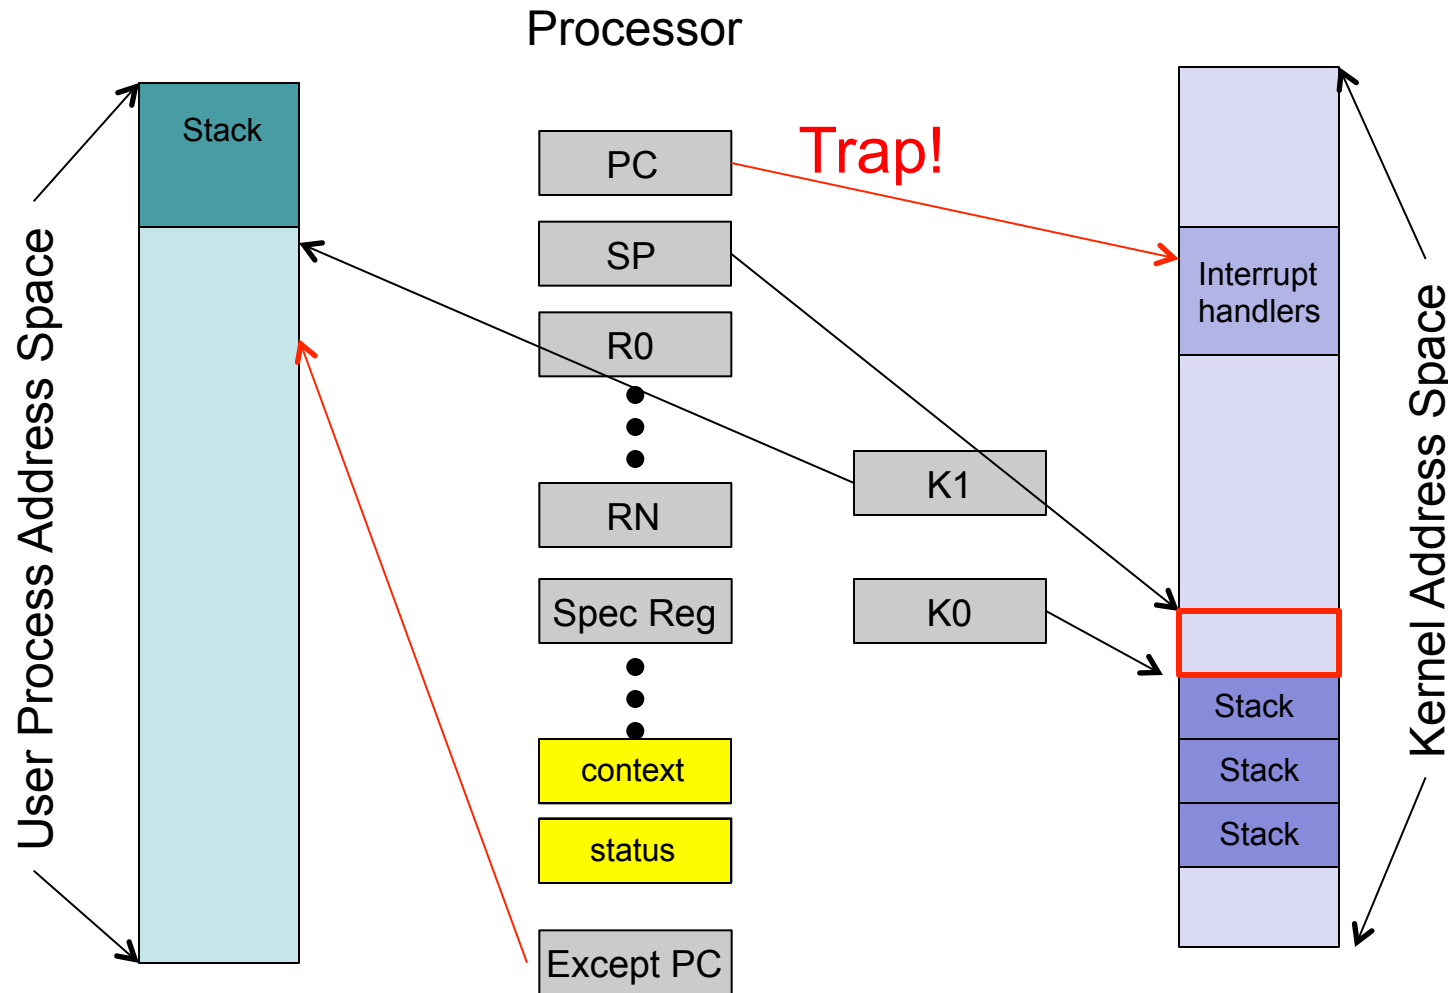 Processor
User Process Address Space
Stack
PC
SP
R0
RN
Spec Reg
context
status
Except PC
Trap!
K1
K0
Interrupt
handlers
Stack
Stack
Stack
Kernel Address Space